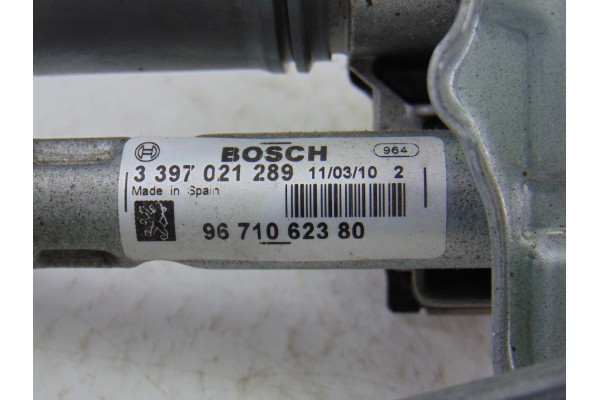 BOSCH 964
3 397 021 289 11/03/10 2
Made in Spain
96 710 623 80